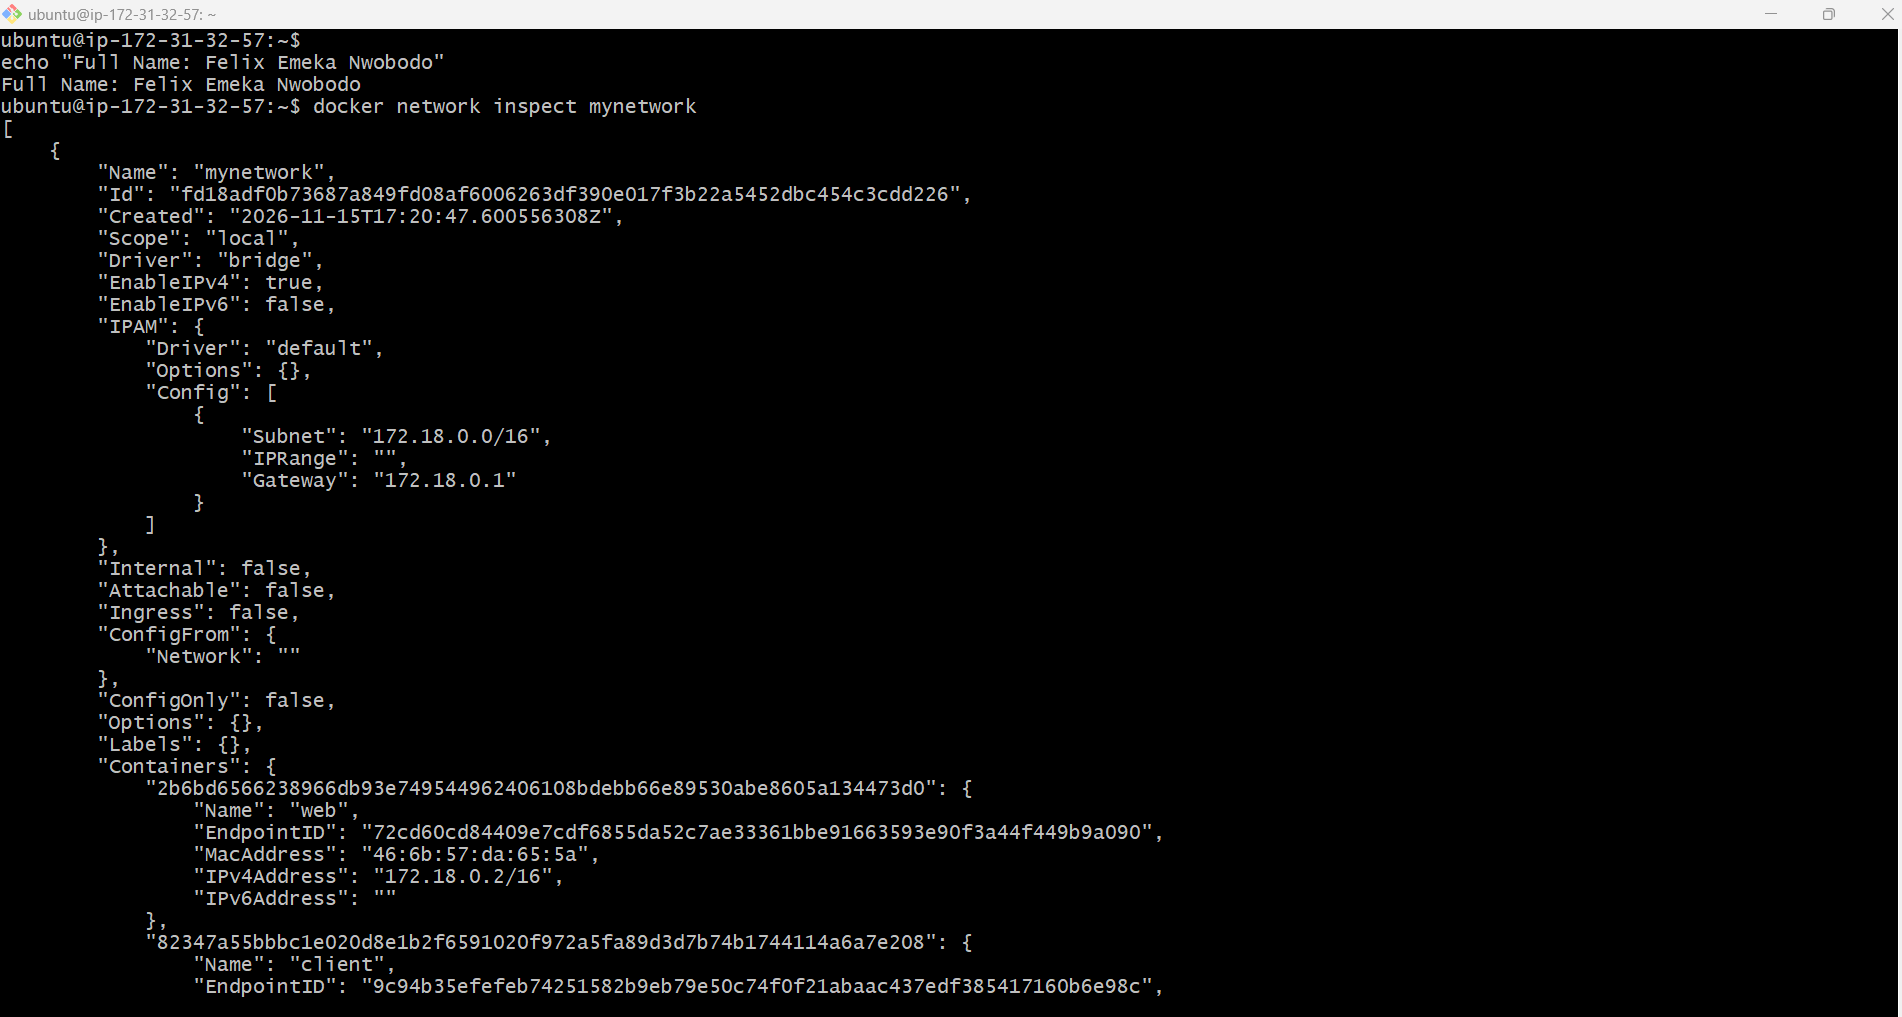 ubuntu@ip-172-31-32-57: ~
ubuntu@ip-172-31-32-57:~$
echo "Full Name: Felix Emeka Nwobodo"
Full Name: Felix Emeka Nwobodo
ubuntu@ip-172-31-32-57:~$ docker network inspect mynetwork
[
    {
        "Name": "mynetwork",
        "Id": "fd18adf0b73687a849fd08af6006263df390e017f3b22a5452dbc454c3cdd226",
        "Created": "2026-11-15T17:20:47.600556308Z",
        "Scope": "local",
        "Driver": "bridge",
        "EnableIPv4": true,
        "EnableIPv6": false,
        "IPAM": {
            "Driver": "default",
            "Options": {},
            "Config": [
                {
                    "Subnet": "172.18.0.0/16",
                    "IPRange": "",
                    "Gateway": "172.18.0.1"
                }
            ]
        },
        "Internal": false,
        "Attachable": false,
        "Ingress": false,
        "ConfigFrom": {
            "Network": ""
        },
        "ConfigOnly": false,
        "Options": {},
        "Labels": {},
        "Containers": {
            "2b6bd6566238966db93e749544962406108bdebb66e89530abe8605a134473d0": {
                "Name": "web",
                "EndpointID": "72cd60cd84409e7cdf6855da52c7ae33361bbe91663593e90f3a44f449b9a090",
                "MacAddress": "46:6b:57:da:65:5a",
                "IPv4Address": "172.18.0.2/16",
                "IPv6Address": ""
            },
            "82347a55bbbc1e020d8e1b2f6591020f972a5fa89d3d7b74b1744114a6a7e208": {
                "Name": "client",
                "EndpointID": "9c94b35efefeb74251582b9eb79e50c74f0f21abaac437edf385417160b6e98c",